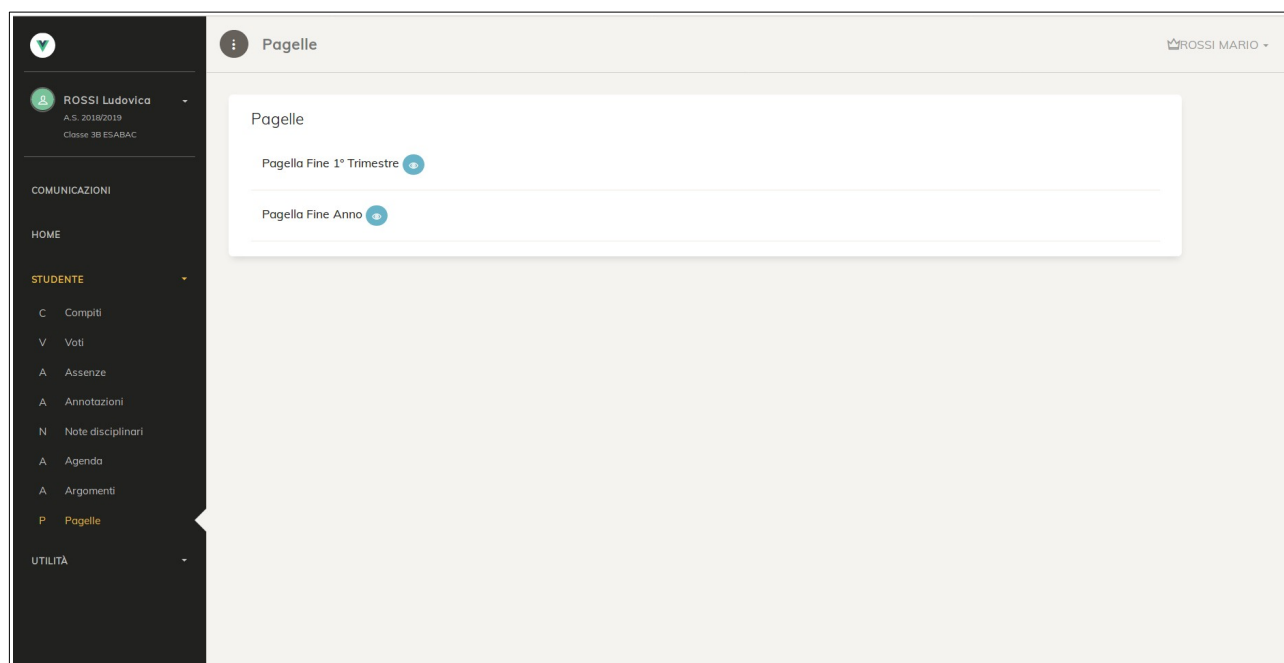 Pagelle
ROSSI MARIO
ROSSI Ludovica
A.S. 2018/2019
Classe 3B ESABAC
COMUNICAZIONI
HOME
STUDENTE
C Compiti
V Voti
A Assenze
A Annotazioni
N Note disciplinari
A Agenda
A Argomenti
P Pagelle
UTILITÀ
Pagelle
Pagella Fine 1° Trimestre
Pagella Fine Anno